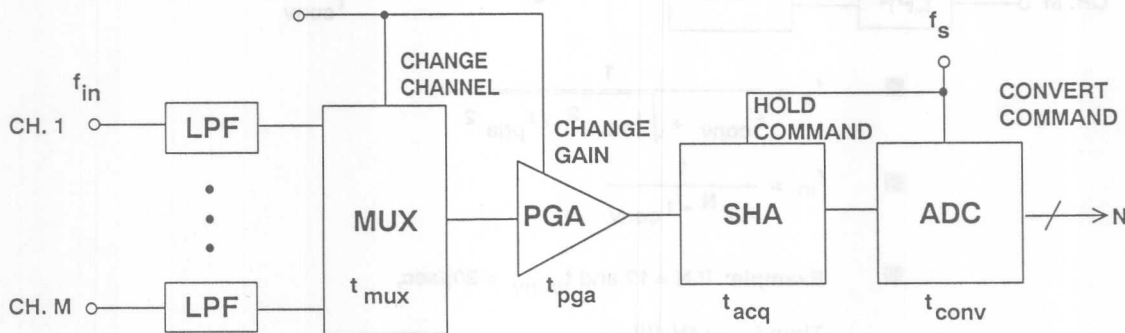 f_s
CHANGE
CHANNEL
CONVERT
COMMAND
f_in
HOLD
COMMAND
CH. 1
LPF
CHANGE
GAIN
MUX
PGA
SHA
ADC
N
t_mux
t_pga
t_acq
t_conv
CH. M
LPF